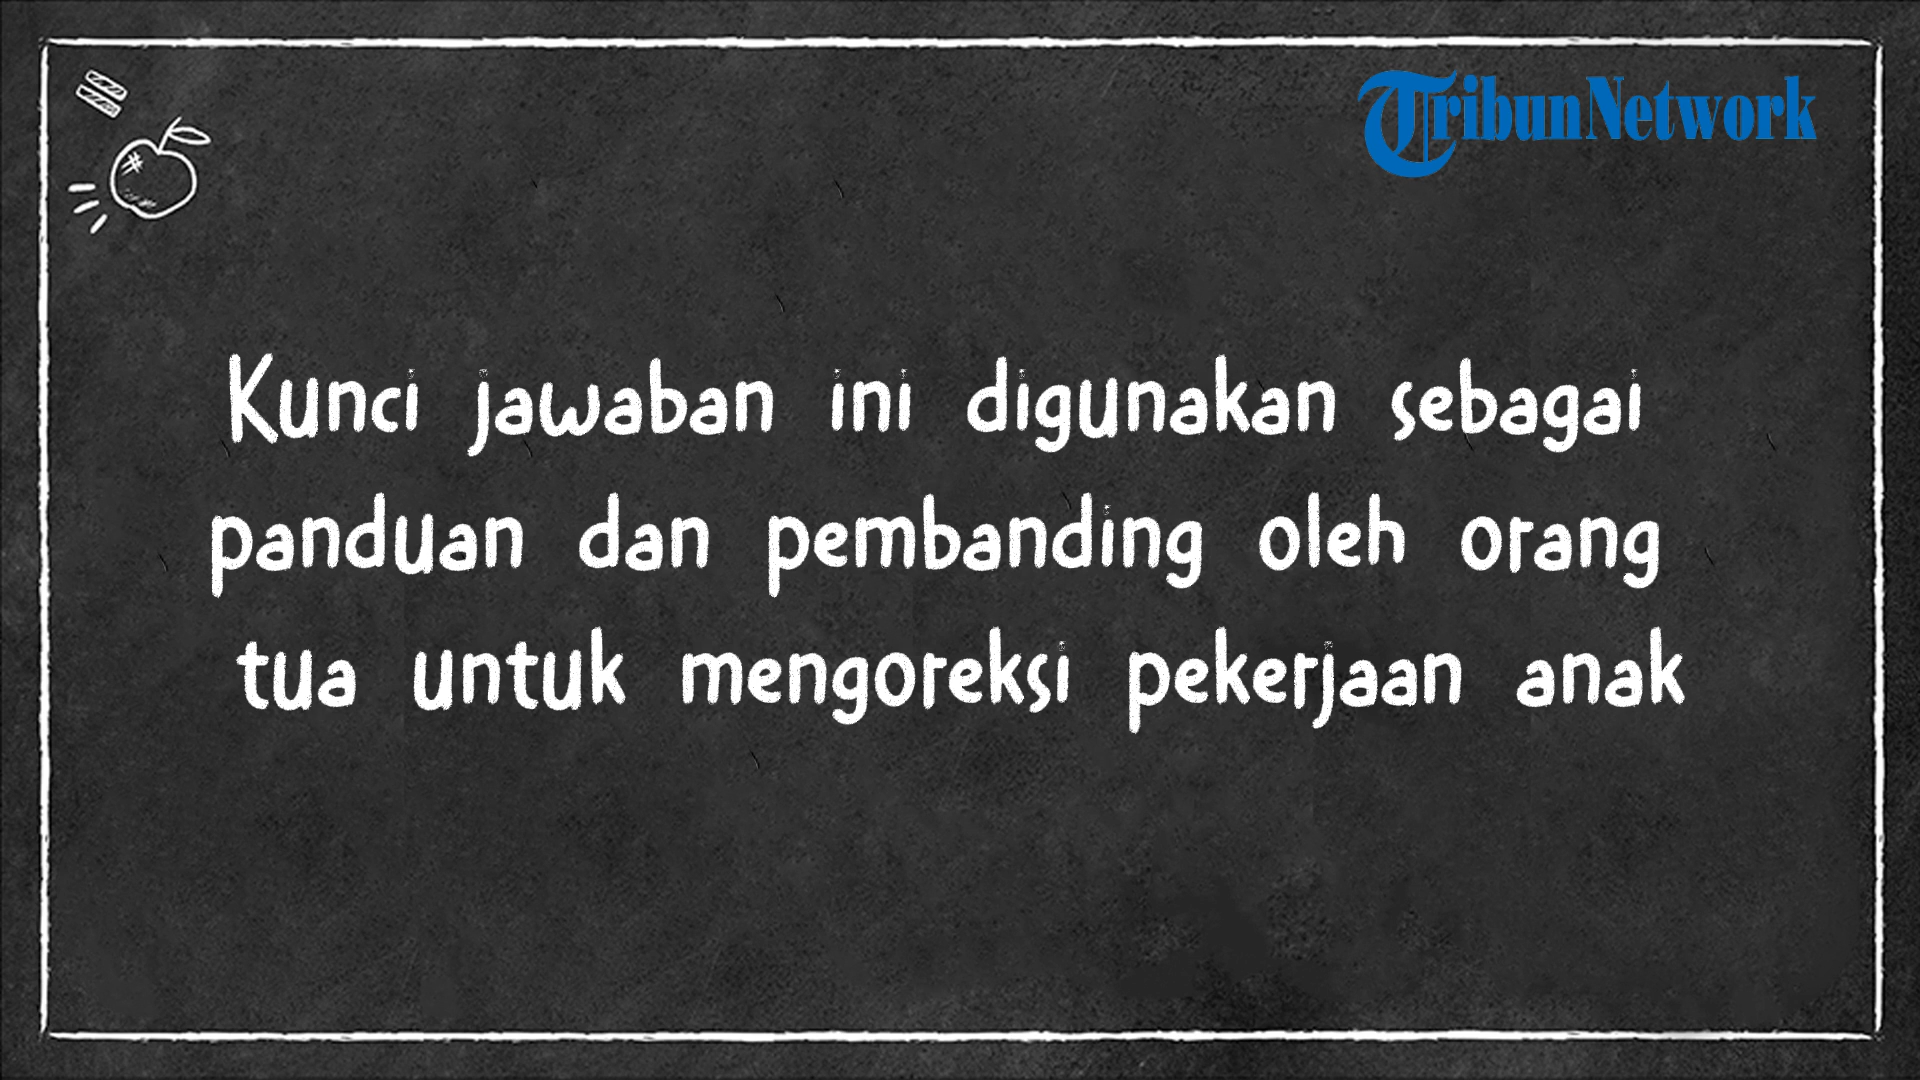 TribunNetwork
Kunci jawaban ini digunakan sebagai
panduan dan pembanding oleh orang
tua untuk mengoreksi pekerjaan anak